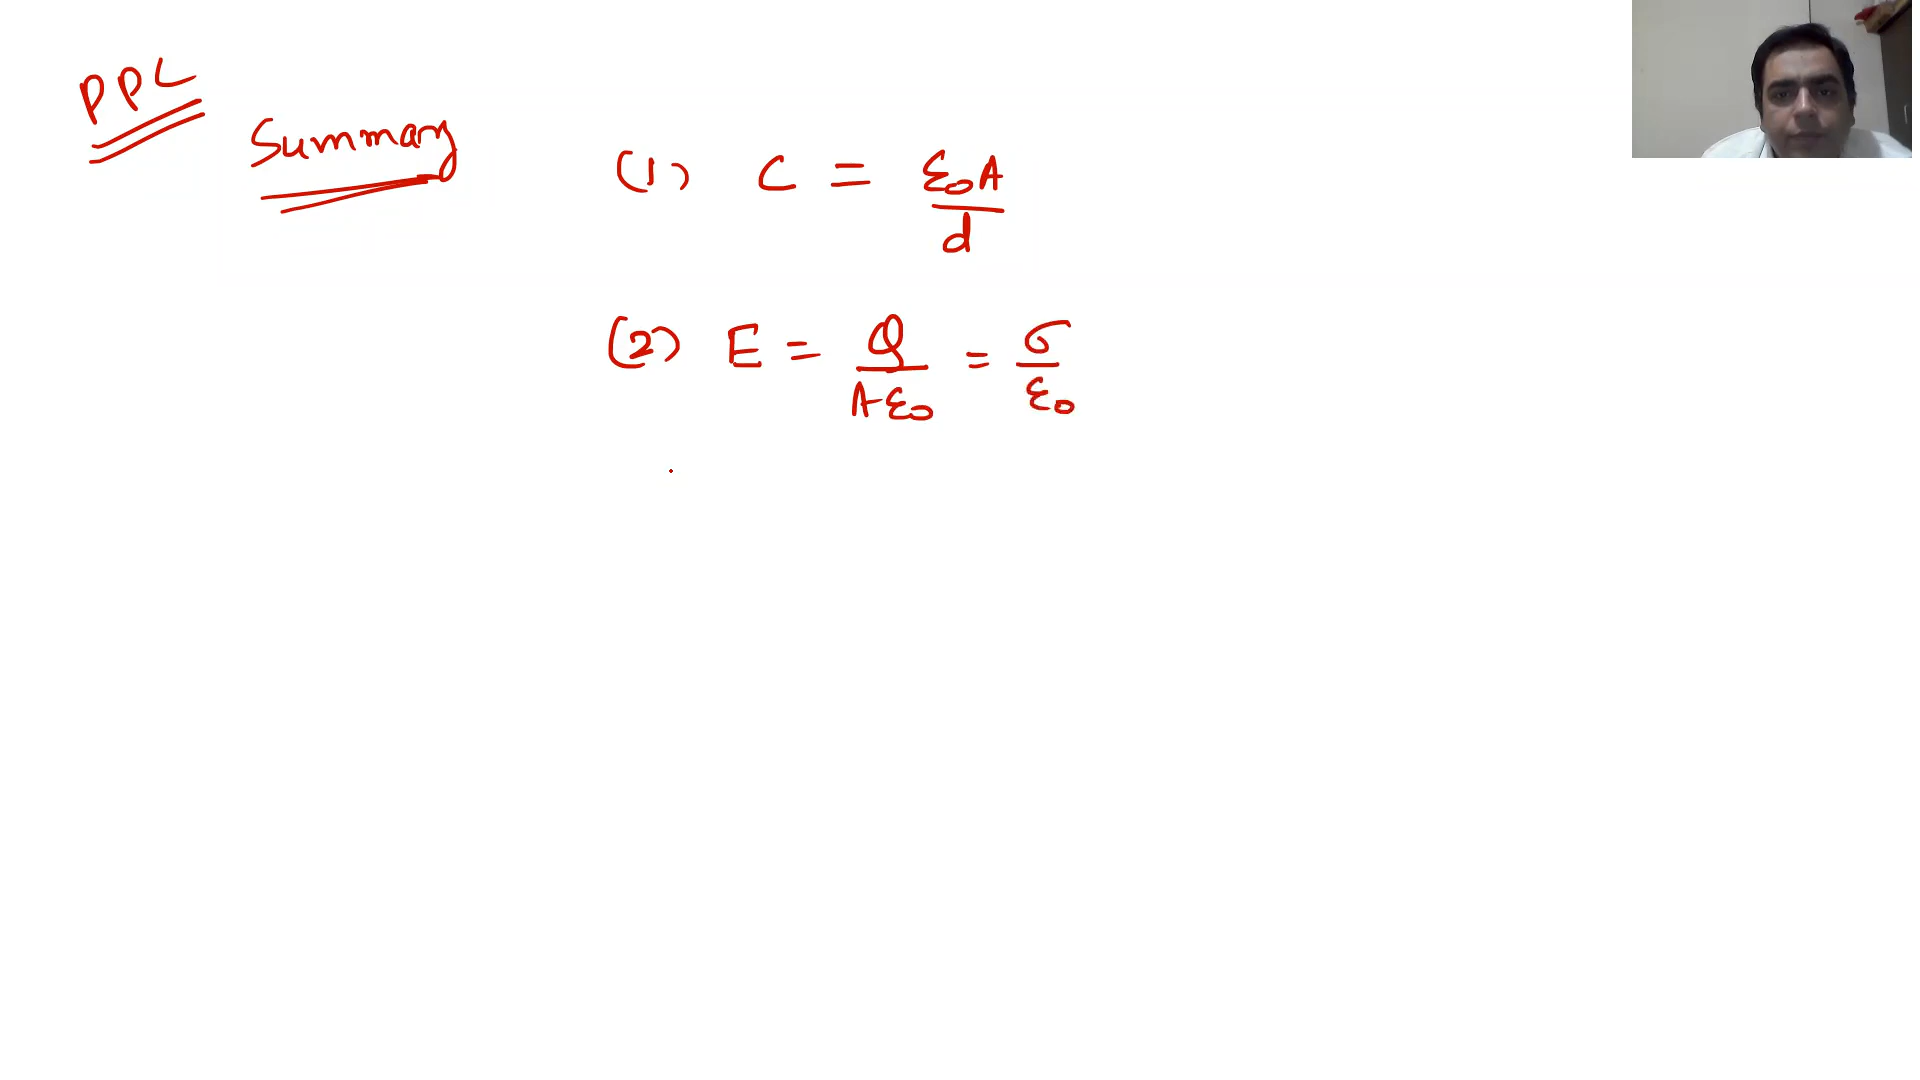 PPC
Summary
(1) C = ε₀A / d
(2) E = Q / Aε₀ = σ / ε₀